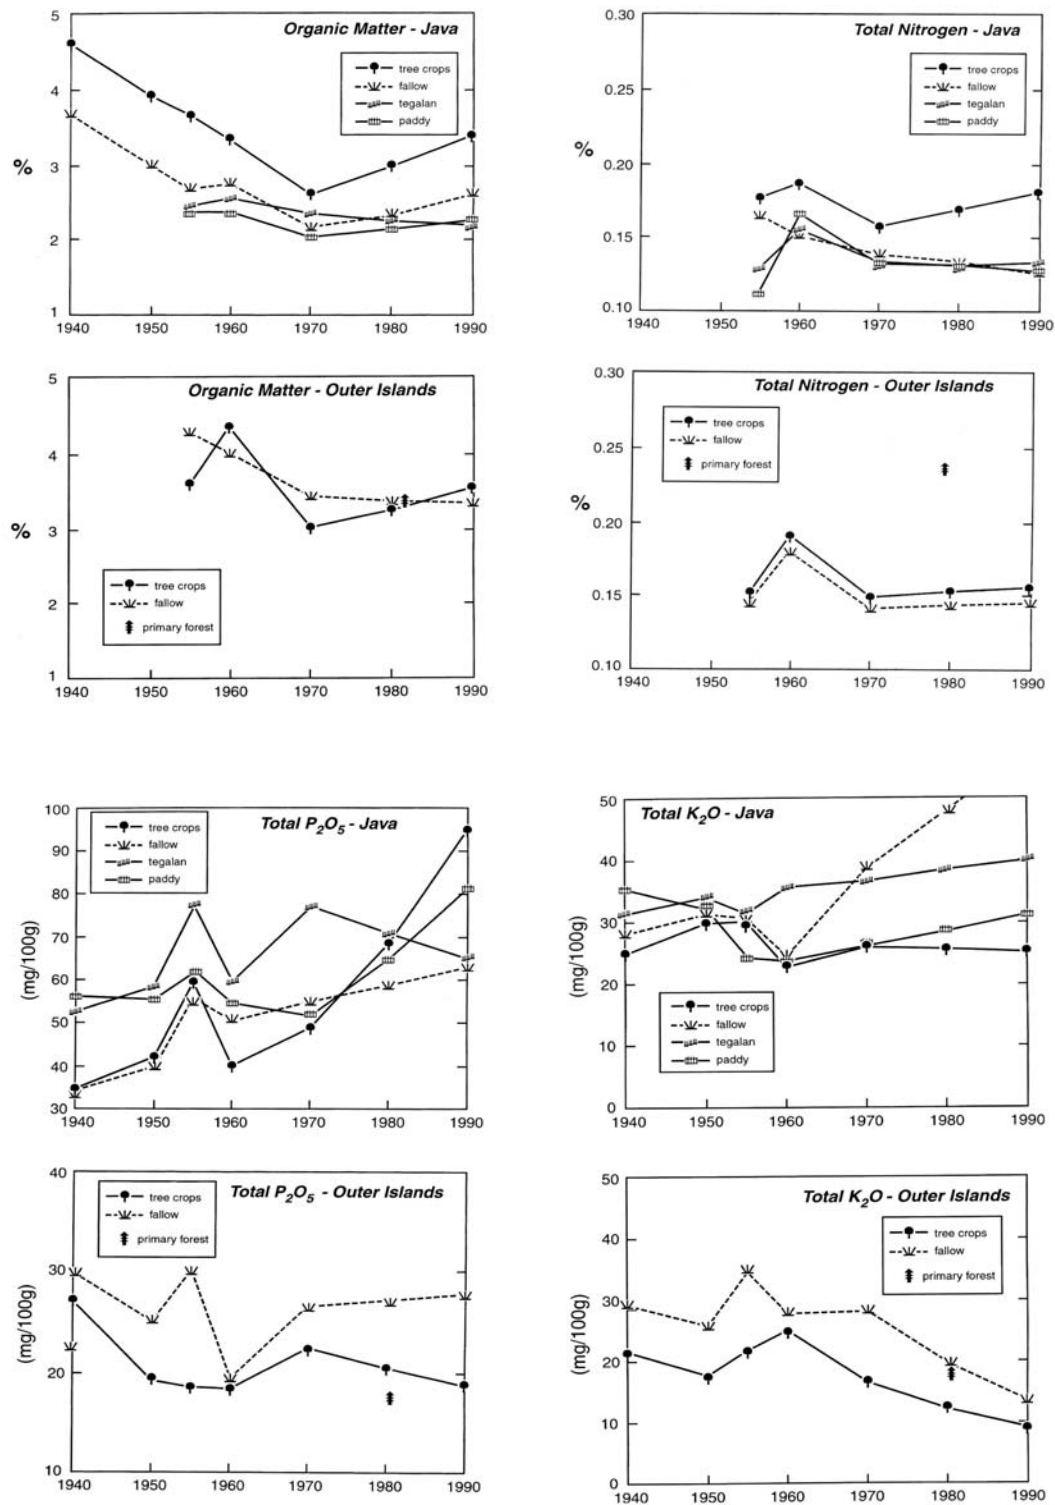 Organic Matter - Java
5
4
%
3
2
1
tree crops
fallow
tegalan
paddy
1940 1950 1960 1970 1980 1990
Total Nitrogen - Java
0.30
0.25
%
0.20
0.15
0.10
tree crops
fallow
tegalan
paddy
1940 1950 1960 1970 1980 1990
Organic Matter - Outer Islands
5
4
%
3
2
1
tree crops
fallow
primary forest
1940 1950 1960 1970 1980 1990
Total Nitrogen - Outer Islands
0.30
0.25
%
0.20
0.15
0.10
tree crops
fallow
primary forest
1940 1950 1960 1970 1980 1990
Total P2O5 - Java
100
90
80
70
(mg/100g)
60
50
40
30
tree crops
fallow
tegalan
paddy
1940 1950 1960 1970 1980 1990
Total K2O - Java
50
40
30
(mg/100g)
20
10
0
tree crops
fallow
tegalan
paddy
1940 1950 1960 1970 1980 1990
Total P2O5 - Outer Islands
40
30
(mg/100g)
20
10
tree crops
fallow
primary forest
1940 1950 1960 1970 1980 1990
Total K2O - Outer Islands
50
40
30
(mg/100g)
20
10
0
tree crops
fallow
primary forest
1940 1950 1960 1970 1980 1990